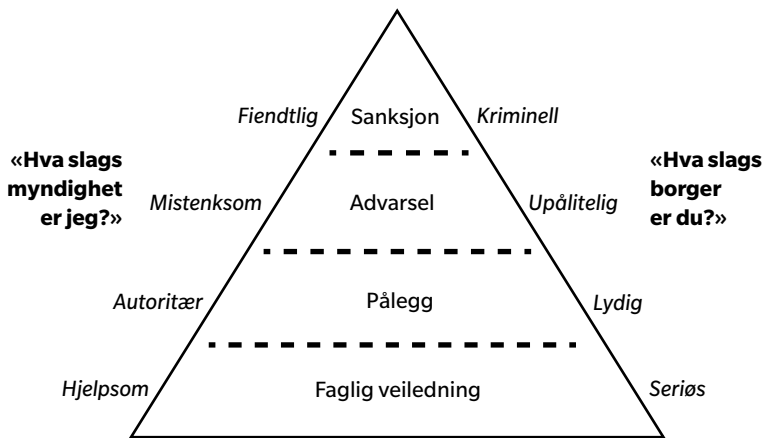 Fiendtlig Sanksjon Kriminell
«Hva slags
myndighet
er jeg?»
«Hva slags
borger
er du?»
Mistenksom Advarsel Upålitelig
Autoritær Pålegg Lydig
Hjelpsom Faglig veiledning Seriøs